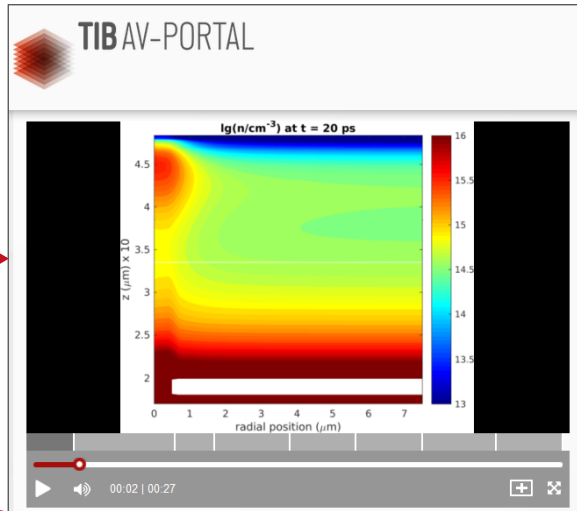 TIB AV-PORTAL
lg(n/cm⁻³) at t = 20 ps
4.5
4
3.5
3
2.5
2
z (μm) x 10
0 1 2 3 4 5 6 7
radial position (μm)
16
15.5
15
14.5
14
13.5
13
00:02 | 00:27